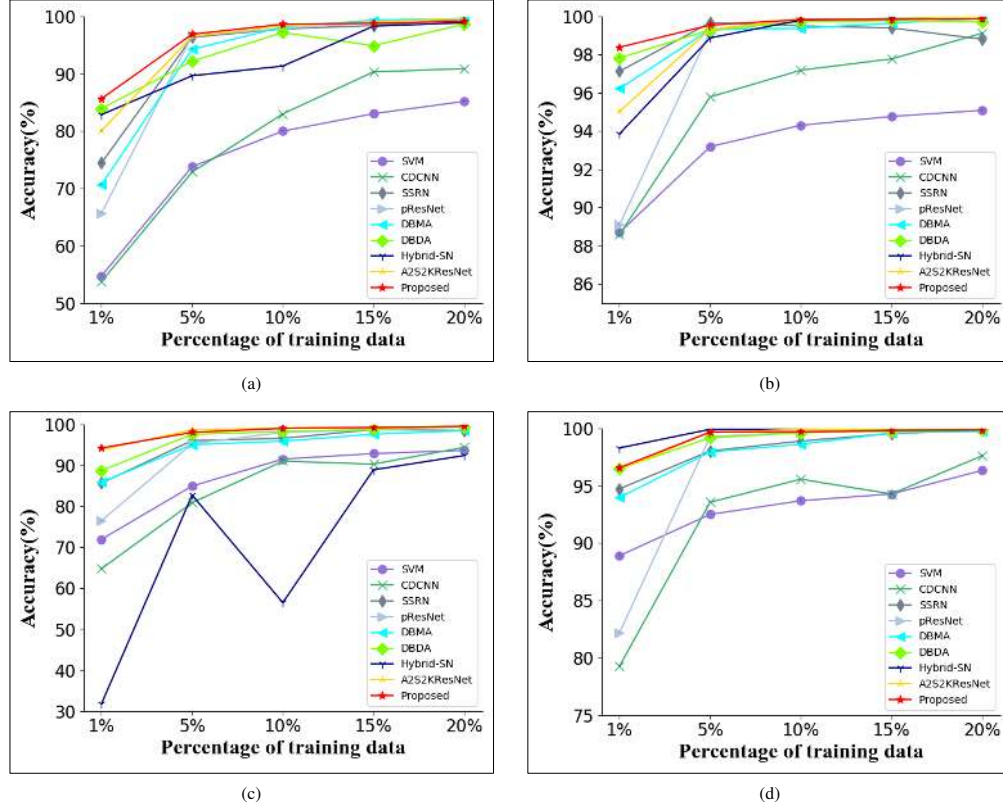 100
90
80
70
60
50
Accuracy(%)
1% 5% 10% 15% 20%
Percentage of training data
SVM
CDCNN
SSRN
pResNet
DBMA
DBDA
Hybrid-SN
A2S2KResNet
Proposed
(a)
100
98
96
94
92
90
88
86
Accuracy(%)
1% 5% 10% 15% 20%
Percentage of training data
SVM
CDCNN
SSRN
pResNet
DBMA
DBDA
Hybrid-SN
A2S2KResNet
Proposed
(b)
100
90
80
70
60
50
40
30
Accuracy(%)
1% 5% 10% 15% 20%
Percentage of training data
SVM
CDCNN
SSRN
pResNet
DBMA
DBDA
Hybrid-SN
A2S2KResNet
Proposed
(c)
100
95
90
85
80
75
Accuracy(%)
1% 5% 10% 15% 20%
Percentage of training data
SVM
CDCNN
SSRN
pResNet
DBMA
DBDA
Hybrid-SN
A2S2KResNet
Proposed
(d)